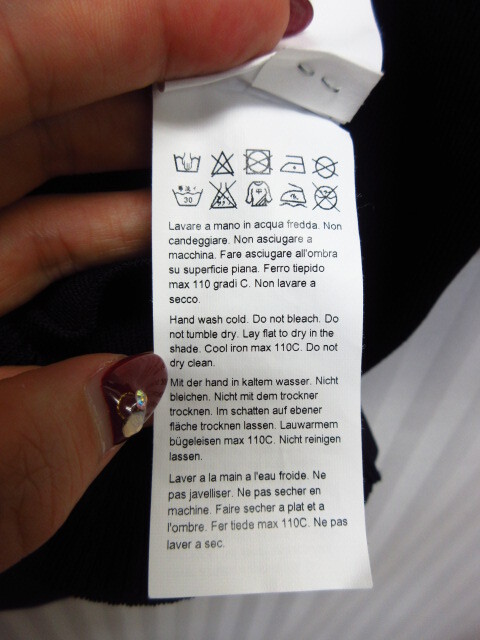 30
Lavare a mano in acqua fredda. Non
candeggiare. Non asciugare a
macchina. Fare asciugare all'ombra
su superficie piana. Ferro tiepido
max 110 gradi C. Non lavare a
secco.
Hand wash cold. Do not bleach. Do
not tumble dry. Lay flat to dry in the
shade. Cool iron max 110C. Do not
dry clean.
Mit der hand in kaltem wasser. Nicht
bleichen. Nicht mit dem trockner
trocknen. Im schatten auf ebener
fläche trocknen lassen. Lauwarmem
bügeleisen max 110C. Nicht reinigen
lassen.
Laver a la main a l'eau froide. Ne
pas javelliser. Ne pas secher en
machine. Faire secher a plat et a
l'ombre. Fer tiede max 110C. Ne pas
laver a sec.